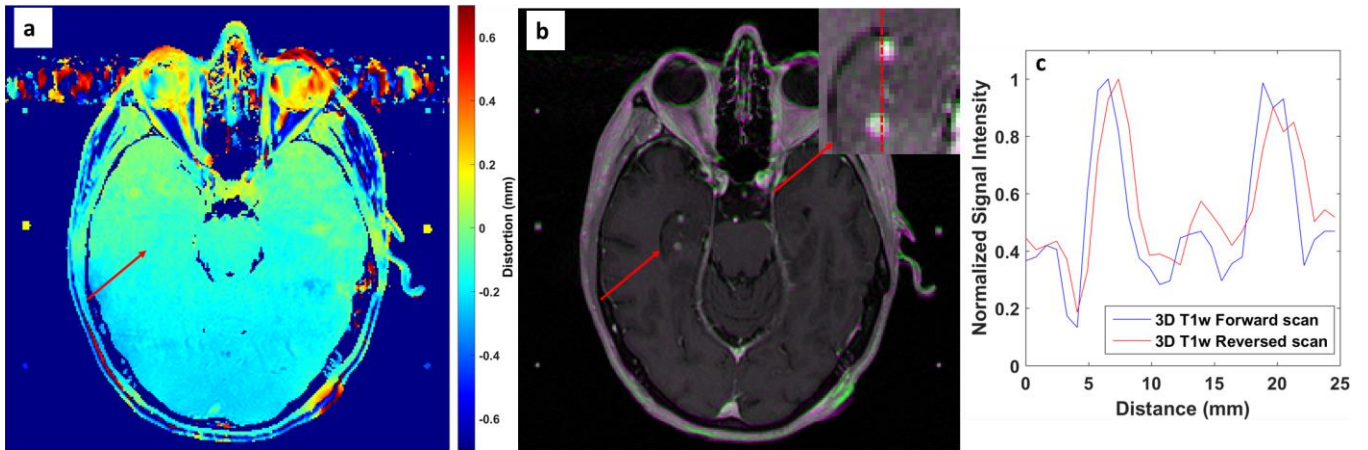 a
0.6
0.4
0.2
0
-0.2
-0.4
-0.6
Distortion (mm)
b
c
Normalized Signal Intensity
1
0.8
0.6
0.4
0.2
0
3D T1w Forward scan
3D T1w Reversed scan
0 5 10 15 20 25
Distance (mm)